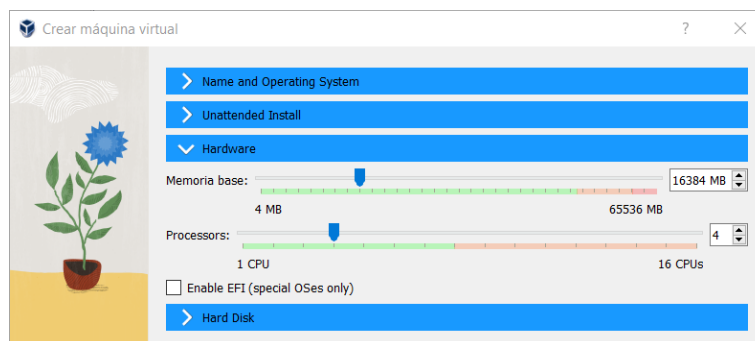 Crear máquina virtual
Name and Operating System
Unattended Install
Hardware
Memoria base: 16384 MB
4 MB 65536 MB
Processors: 4
1 CPU 16 CPUs
Enable EFI (special OSes only)
Hard Disk